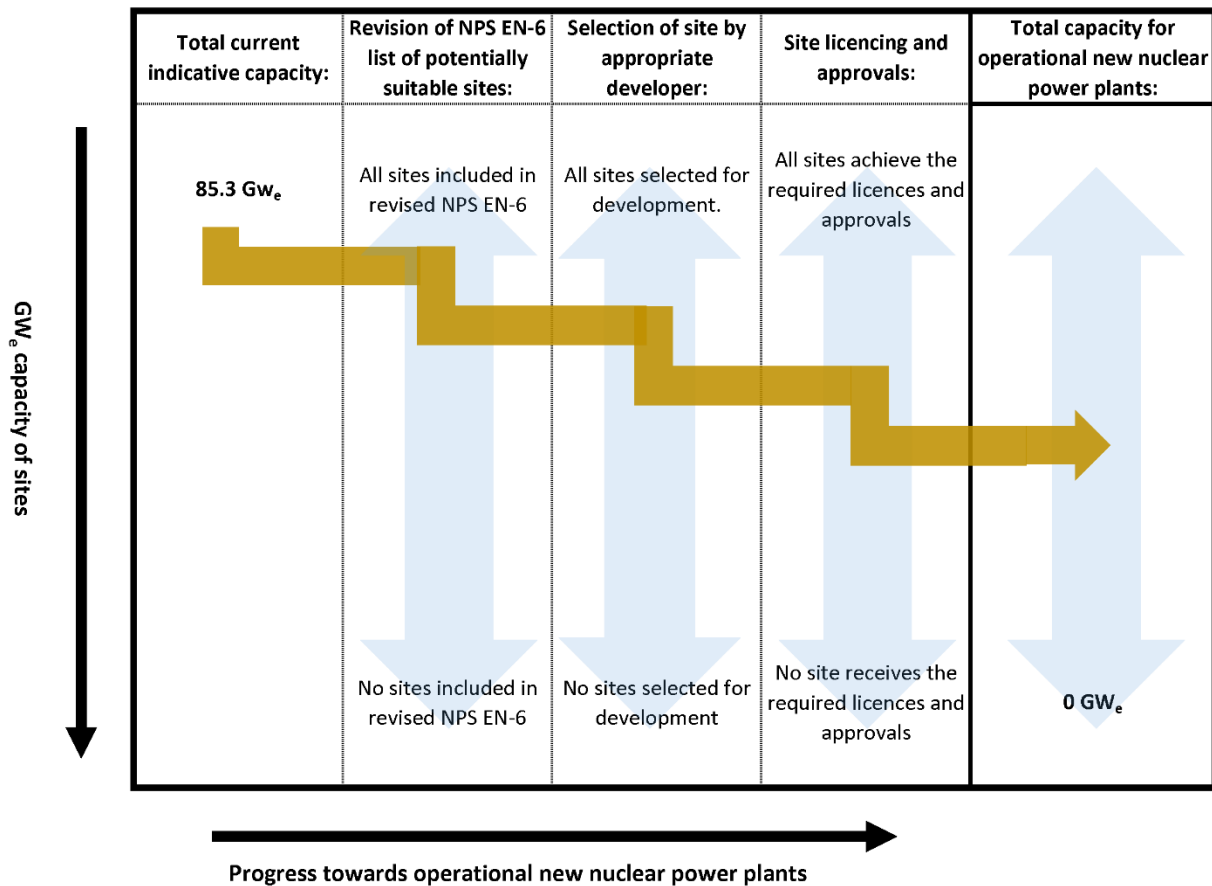 Total current
indicative capacity:
Revision of NPS EN-6
list of potentially
suitable sites:
Selection of site by
appropriate
developer:
Site licencing and
approvals:
Total capacity for
operational new nuclear
power plants:
85.3 Gwe
All sites included in
revised NPS EN-6
All sites selected for
development.
All sites achieve the
required licences and
approvals
GWe capacity of sites
No sites included in
revised NPS EN-6
No sites selected for
development
No site receives the
required licences and
approvals
0 GWe
Progress towards operational new nuclear power plants